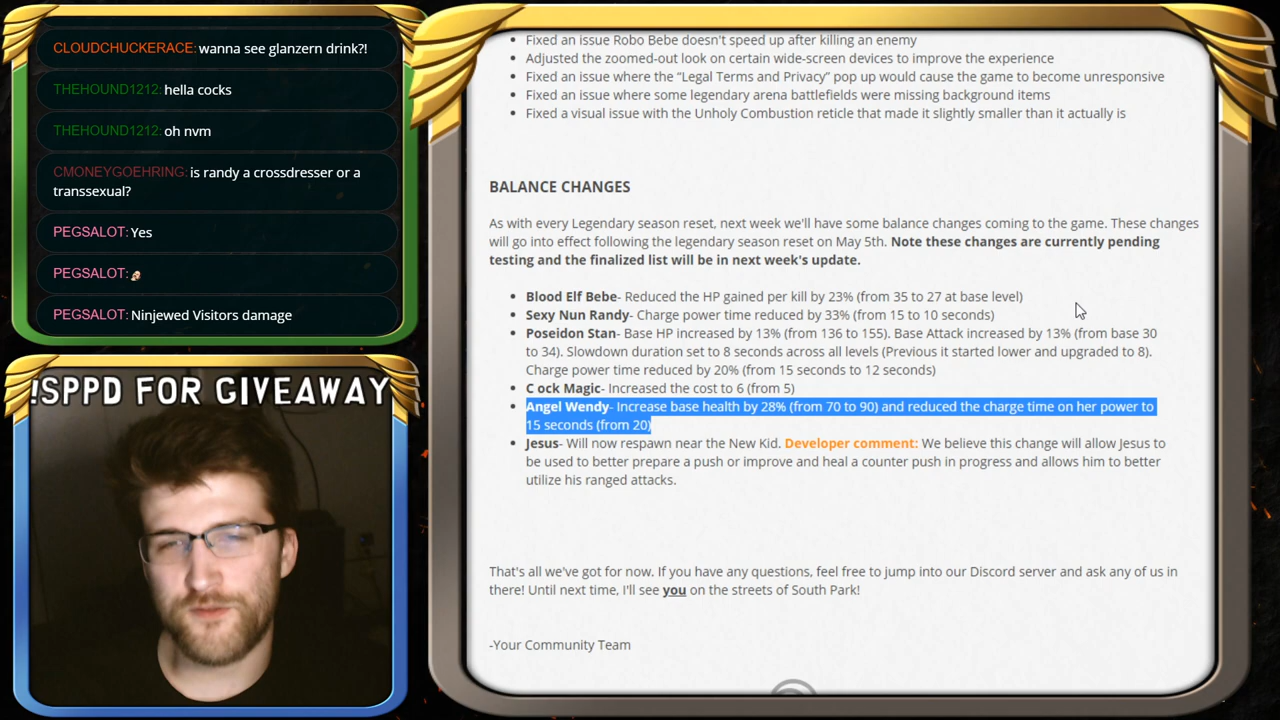 CLOUDCHUCKERACE: wanna see glanzern drink?!
THEHOUND1212: hella cocks
THEHOUND1212: oh nvm
CMONEYGOEHRING: is randy a crossdresser or a
transsexual?
PEGSALOT: Yes
PEGSALOT:
PEGSALOT: Ninjewed Visitors damage
!SPPD FOR GIVEAWAY
Fixed an issue Robo Bebe doesn't speed up after killing an enemy
Adjusted the zoomed-out look on certain wide-screen devices to improve the experience
Fixed an issue where the “Legal Terms and Privacy” pop up would cause the game to become unresponsive
Fixed an issue where some legendary arena battlefields were missing background items
Fixed a visual issue with the Unholy Combustion reticle that made it slightly smaller than it actually is
BALANCE CHANGES
As with every Legendary season reset, next week we'll have some balance changes coming to the game. These changes
will go into effect following the legendary season reset on May 5th. Note these changes are currently pending
testing and the finalized list will be in next week's update.
Blood Elf Bebe- Reduced the HP gained per kill by 23% (from 35 to 27 at base level)
Sexy Nun Randy- Charge power time reduced by 33% (from 15 to 10 seconds)
Poseidon Stan- Base HP increased by 13% (from 136 to 155). Base Attack increased by 13% (from base 30
to 34). Slowdown duration set to 8 seconds across all levels (Previous it started lower and upgraded to 8).
Charge power time reduced by 20% (from 15 seconds to 12 seconds)
C ock Magic- Increased the cost to 6 (from 5)
Angel Wendy- Increase base health by 28% (from 70 to 90) and reduced the charge time on her power to
15 seconds (from 20)
Jesus- Will now respawn near the New Kid. Developer comment: We believe this change will allow Jesus to
be used to better prepare a push or improve and heal a counter push in progress and allows him to better
utilize his ranged attacks.
That's all we've got for now. If you have any questions, feel free to jump into our Discord server and ask any of us in
there! Until next time, I'll see you on the streets of South Park!
-Your Community Team